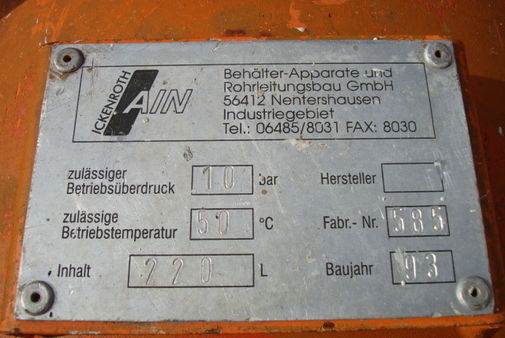 ICKENROTH
AIN
Behälter-Apparate und
Rohrleitungsbau GmbH
56412 Nentershausen
Industriegebiet
Tel.: 06485/8031 FAX: 8030
zulässiger
Betriebsüberdruck 10 bar
Hersteller
zulässige
Betriebstemperatur 50 °C
Fabr.- Nr. 585
Inhalt 220 L
Baujahr 93